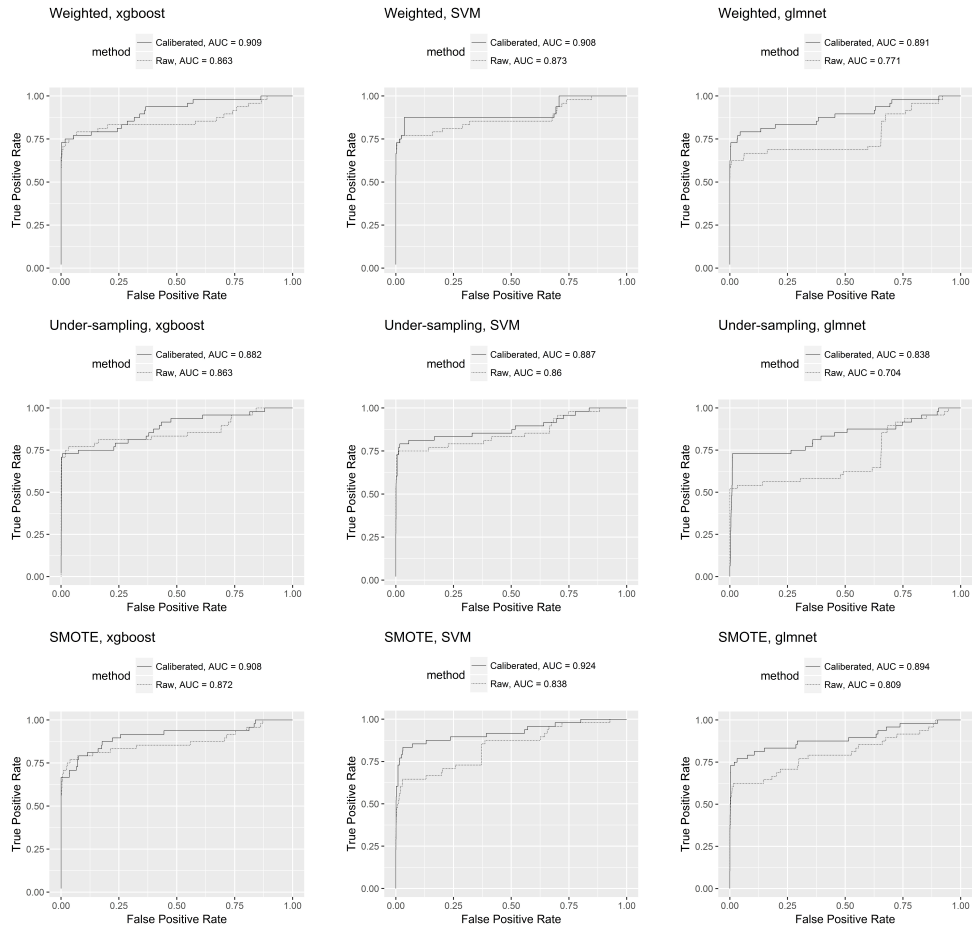 Weighted, xgboost
method
Caliberated, AUC = 0.909
Raw, AUC = 0.863
1.00
0.75
0.50
0.25
0.00
True Positive Rate
0.00 0.25 0.50 0.75 1.00
False Positive Rate
Weighted, SVM
method
Caliberated, AUC = 0.908
Raw, AUC = 0.873
1.00
0.75
0.50
0.25
0.00
True Positive Rate
0.00 0.25 0.50 0.75 1.00
False Positive Rate
Weighted, glmnet
method
Caliberated, AUC = 0.891
Raw, AUC = 0.771
1.00
0.75
0.50
0.25
0.00
True Positive Rate
0.00 0.25 0.50 0.75 1.00
False Positive Rate
Under-sampling, xgboost
method
Caliberated, AUC = 0.882
Raw, AUC = 0.863
1.00
0.75
0.50
0.25
0.00
True Positive Rate
0.00 0.25 0.50 0.75 1.00
False Positive Rate
Under-sampling, SVM
method
Caliberated, AUC = 0.887
Raw, AUC = 0.86
1.00
0.75
0.50
0.25
0.00
True Positive Rate
0.00 0.25 0.50 0.75 1.00
False Positive Rate
Under-sampling, glmnet
method
Caliberated, AUC = 0.838
Raw, AUC = 0.704
1.00
0.75
0.50
0.25
0.00
True Positive Rate
0.00 0.25 0.50 0.75 1.00
False Positive Rate
SMOTE, xgboost
method
Caliberated, AUC = 0.908
Raw, AUC = 0.872
1.00
0.75
0.50
0.25
0.00
True Positive Rate
0.00 0.25 0.50 0.75 1.00
False Positive Rate
SMOTE, SVM
method
Caliberated, AUC = 0.924
Raw, AUC = 0.838
1.00
0.75
0.50
0.25
0.00
True Positive Rate
0.00 0.25 0.50 0.75 1.00
False Positive Rate
SMOTE, glmnet
method
Caliberated, AUC = 0.894
Raw, AUC = 0.809
1.00
0.75
0.50
0.25
0.00
True Positive Rate
0.00 0.25 0.50 0.75 1.00
False Positive Rate